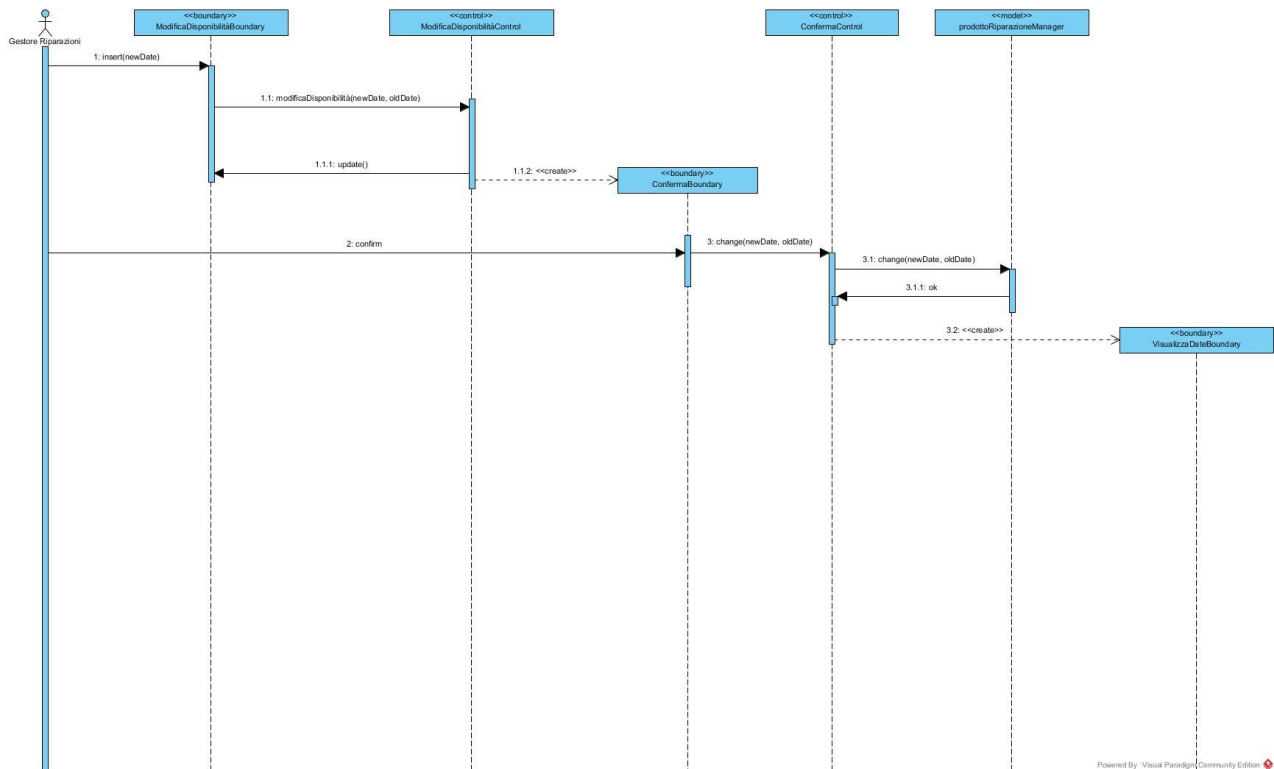 <<boundary>>
ModificaDisponibilitàBoundary
<<control>>
ModificaDisponibilitàControl
<<control>>
ConfermaControl
<<model>>
prodottoRiparazioneManager
Gestore Riparazioni
1: insert(newDate)
1.1: modificaDisponibilità(newDate, oldDate)
1.1.1: update()
1.1.2: <<create>>
<<boundary>>
ConfermaBoundary
2: confirm
3: change(newDate, oldDate)
3.1: change(newDate, oldDate)
3.1.1: ok
3.2: <<create>>
<<boundary>>
VisualizzaDateBoundary
Powered By Visual Paradigm Community Edition